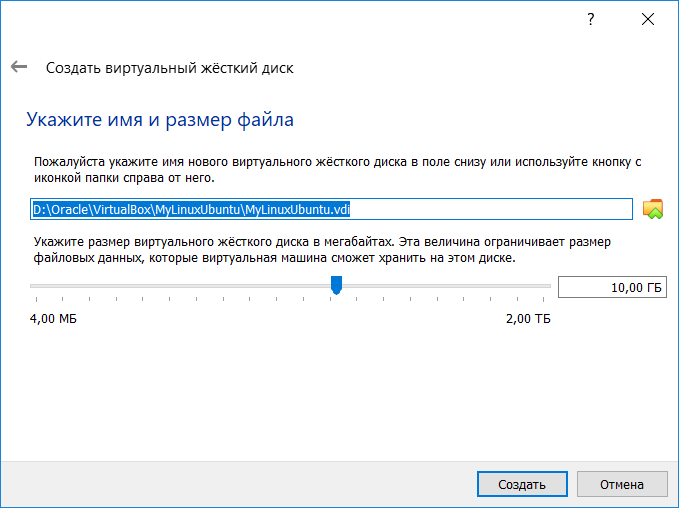 ?
Создать виртуальный жёсткий диск
Укажите имя и размер файла
Пожалуйста укажите имя нового виртуального жёсткого диска в поле снизу или используйте кнопку с
иконкой папки справа от него.
D:\Oracle\VirtualBox\MyLinuxUbuntu\MyLinuxUbuntu.vdi
Укажите размер виртуального жёсткого диска в мегабайтах. Эта величина ограничивает размер
файловых данных, которые виртуальная машина сможет хранить на этом диске.
10,00 ГБ
4,00 МБ 2,00 ТБ
Создать Отмена